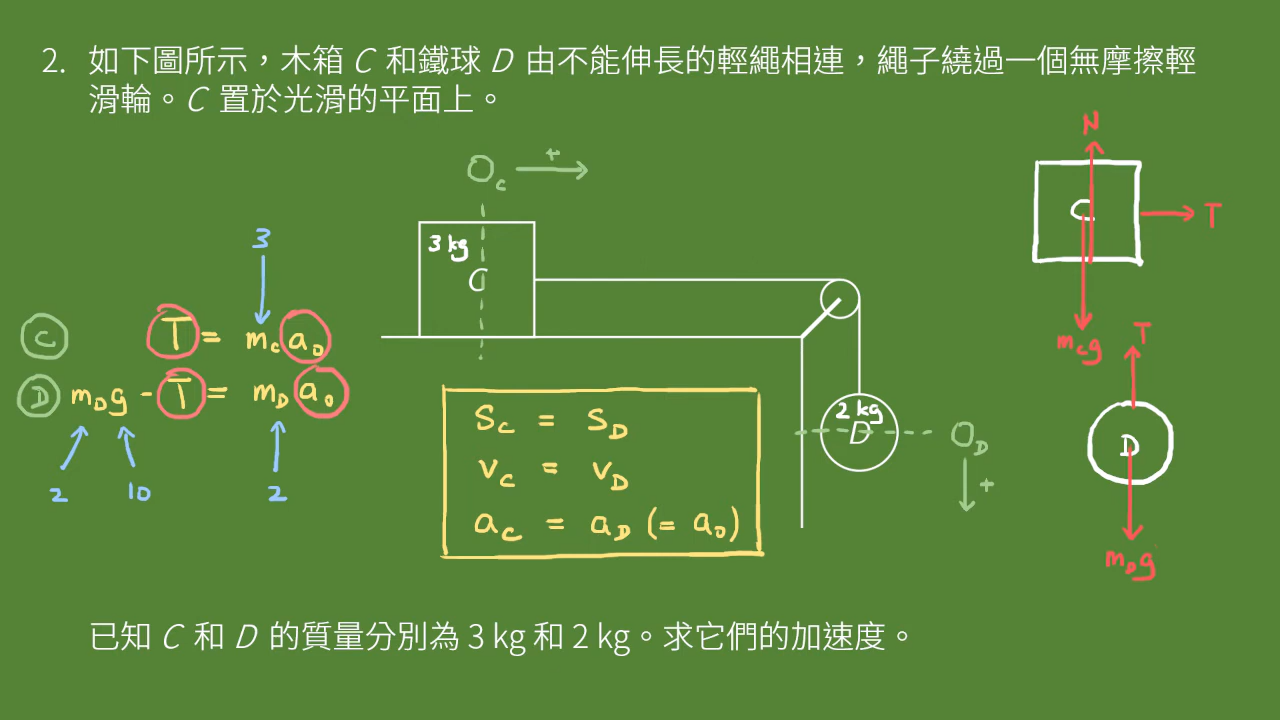 2. 如下圖所示，木箱 C 和鐵球 D 由不能伸長的輕繩相連，繩子繞過一個無摩擦輕
滑輪。C 置於光滑的平面上。
N
O_C +
C
T
3
3 kg
C
C T = m_C a_0
m_C g
T
D m_D g - T = m_D a_0
S_C = S_D
2 kg
D
O_D
D
v_C = v_D
+
2 10 2
a_C = a_D (= a_0)
m_D g
已知 C 和 D 的質量分別為 3 kg 和 2 kg。求它們的加速度。